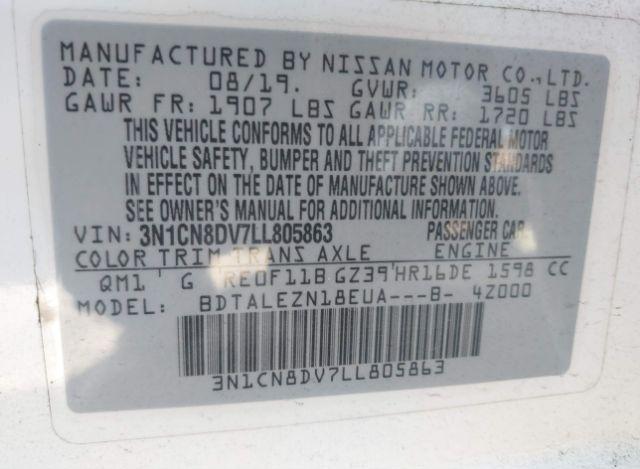 MANUFACTURED BY NISSAN MOTOR CO.,LTD.
DATE: 08/19. GVWR: 3605 LBS
GAWR FR: 1907 LBS GAWR RR: 1720 LBS
THIS VEHICLE CONFORMS TO ALL APPLICABLE FEDERAL MOTOR
VEHICLE SAFETY, BUMPER AND THEFT PREVENTION STANDARDS
IN EFFECT ON THE DATE OF MANUFACTURE SHOWN ABOVE.
SEE OWNER'S MANUAL FOR ADDITIONAL INFORMATION.
VIN: 3N1CN8DV7LL805863 PASSENGER CAR.
COLOR TRIM TRANS AXLE ENGINE
QM1 G RE0F11B GZ39 HR16DE 1598 CC
MODEL: BDTALEZN18EUA---B- 4Z000
3N1CN8DV7LL805863